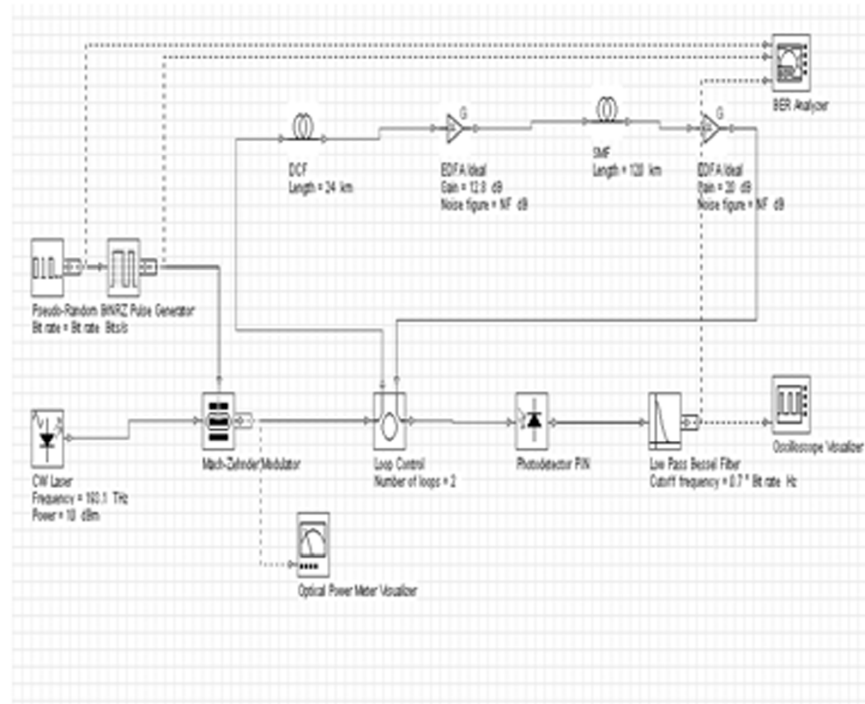 BER Analyzer
G
G
DCF
Length = 24 km
EDFA Ideal
Gain = 12.8 dB
Noise figure = NF dB
SMF
Length = 120 km
EDFA Ideal
Gain = 20 dB
Noise figure = NF dB
Pseudo-Random Bi
NRZ Pulse Generator
Bit rate = Bit rate Bits/s
Mach-Zehnder Modulator
Loop Control
Number of loops = 2
Photodetector PIN
Low Pass Bessel Filter
Cutoff frequency = 0.7 * Bit rate Hz
Oscilloscope Visualizer
CW Laser
Frequency = 193.1 THz
Power = 10 dBm
Optical Power Meter Visualizer